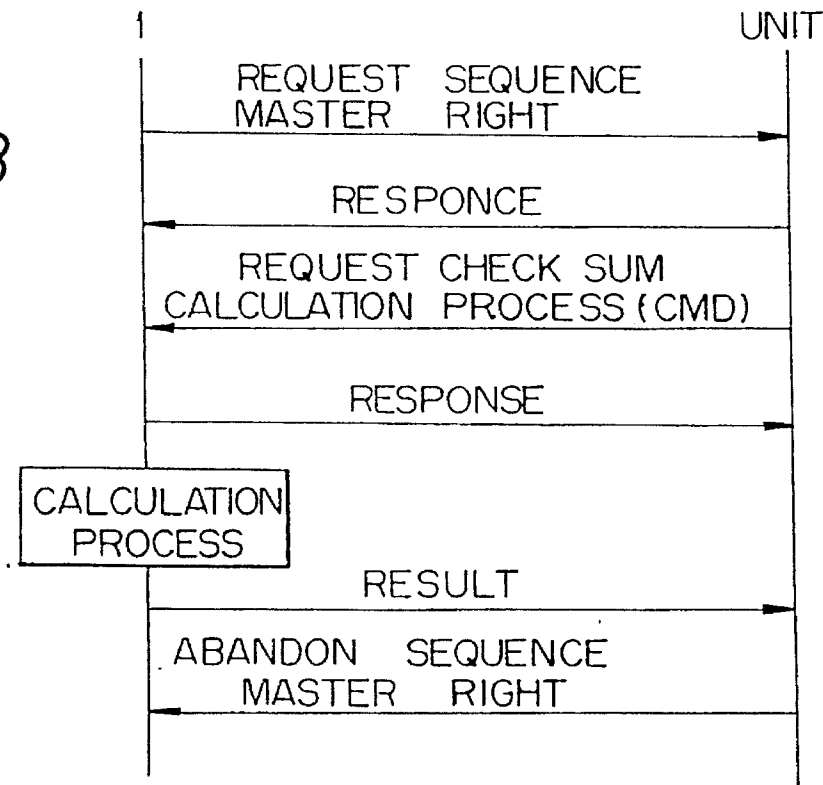 1 UNIT
REQUEST SEQUENCE
MASTER RIGHT
RESPONCE
REQUEST CHECK SUM
CALCULATION PROCESS (CMD)
RESPONSE
CALCULATION
PROCESS
RESULT
ABANDON SEQUENCE
MASTER RIGHT